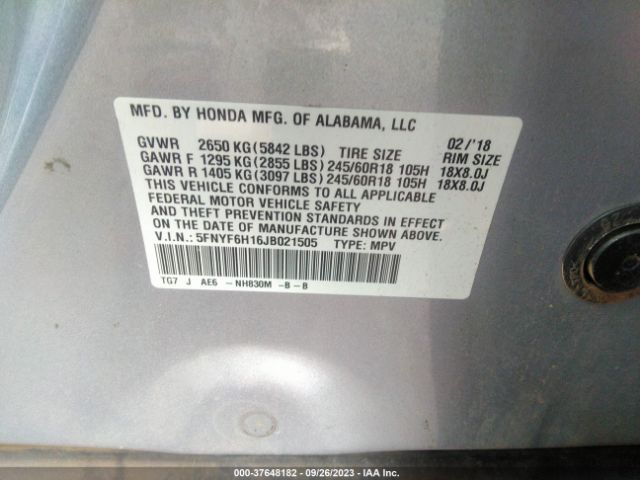 MFD. BY HONDA MFG. OF ALABAMA, LLC
GVWR 2650 KG (5842 LBS) TIRE SIZE 02/'18 RIM SIZE
GAWR F 1295 KG (2855 LBS) 245/60R18 105H 18X8.0J
GAWR R 1405 KG (3097 LBS) 245/60R18 105H 18X8.0J
THIS VEHICLE CONFORMS TO ALL APPLICABLE
FEDERAL MOTOR VEHICLE SAFETY
AND THEFT PREVENTION STANDARDS IN EFFECT
ON THE DATE OF MANUFACTURE SHOWN ABOVE.
V.I.N.: 5FNYF6H16JB021505 TYPE: MPV
TG7 J AE6 -NH830M -B -B
000-37648182 - 09/26/2023 - IAA Inc.